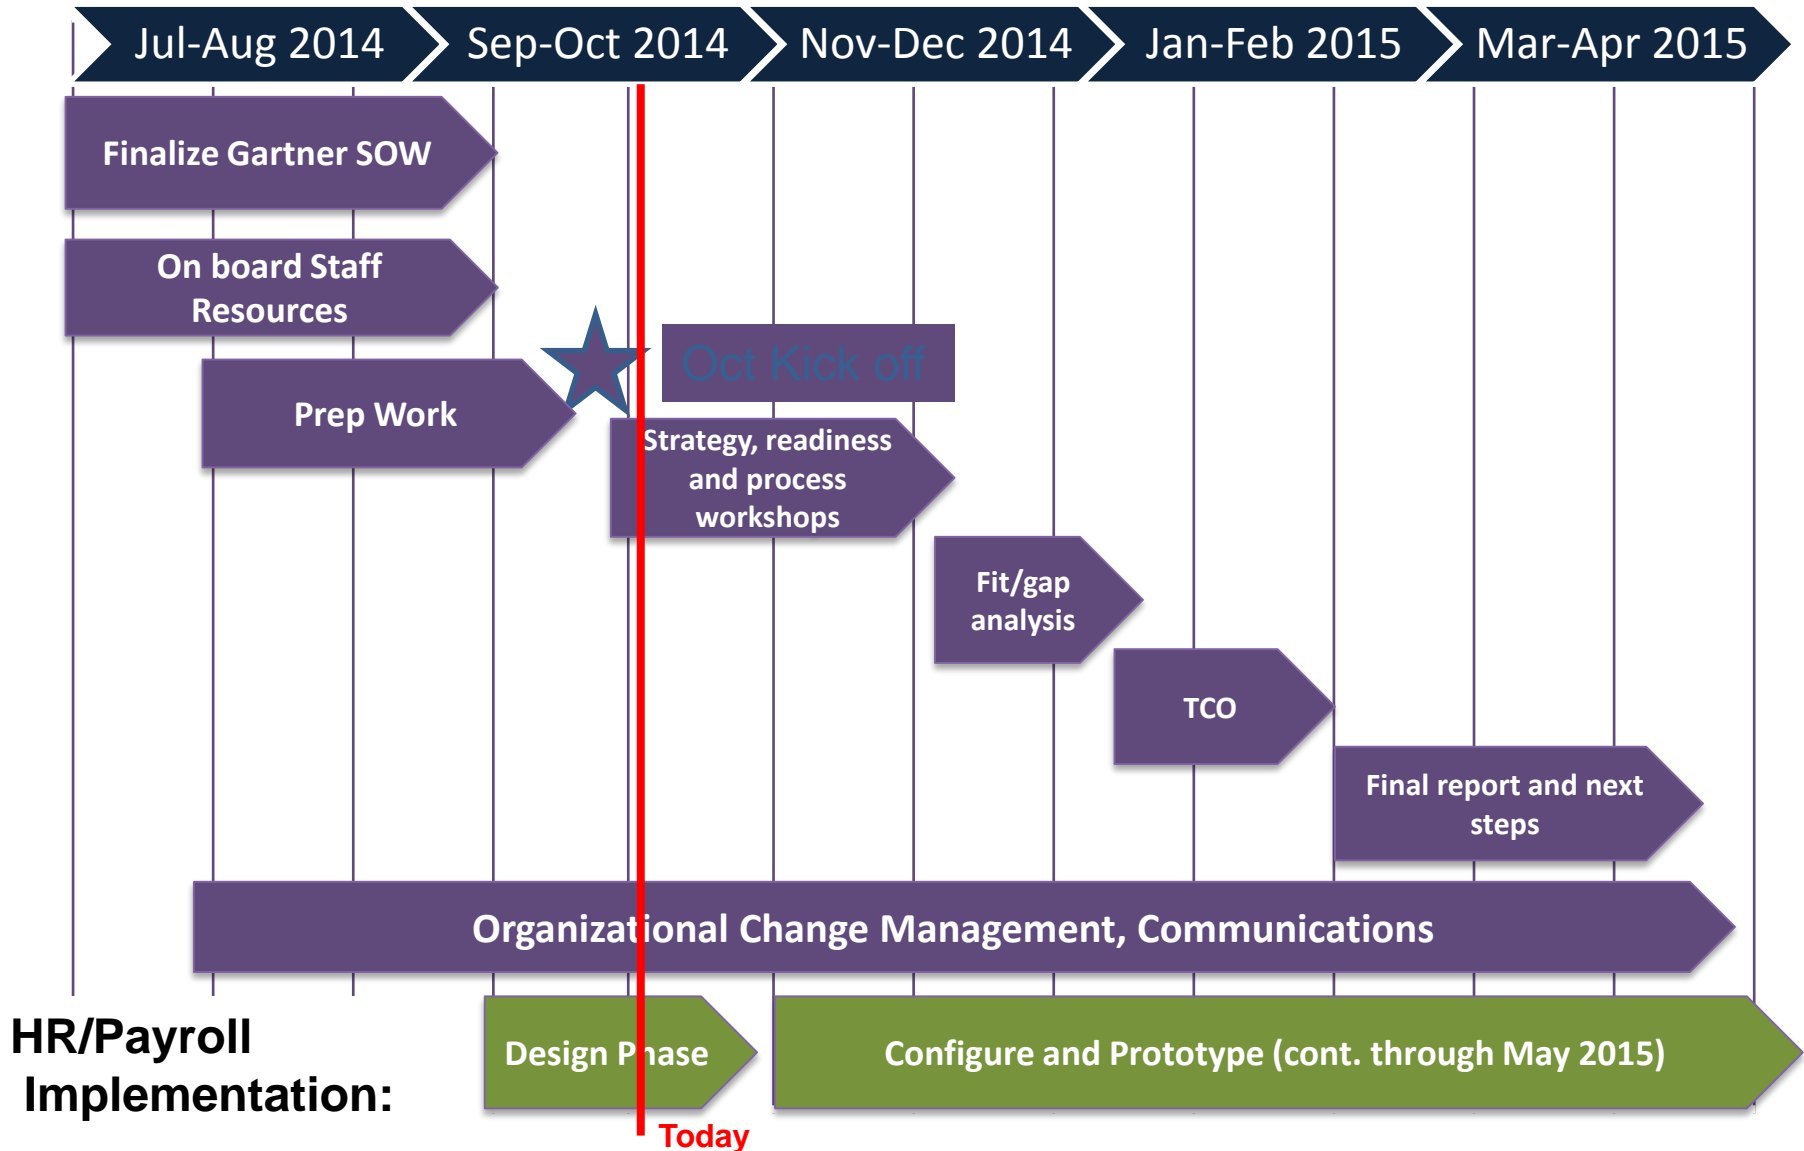 Jul-Aug 2014
Sep-Oct 2014
Nov-Dec 2014
Jan-Feb 2015
Mar-Apr 2015
Finalize Gartner SOW
On board Staff
Resources
Oct Kick off
Prep Work
Strategy, readiness
and process
workshops
Fit/gap
analysis
TCO
Final report and next
steps
Organizational Change Management, Communications
HR/Payroll
Implementation:
Design Phase
Configure and Prototype (cont. through May 2015)
Today